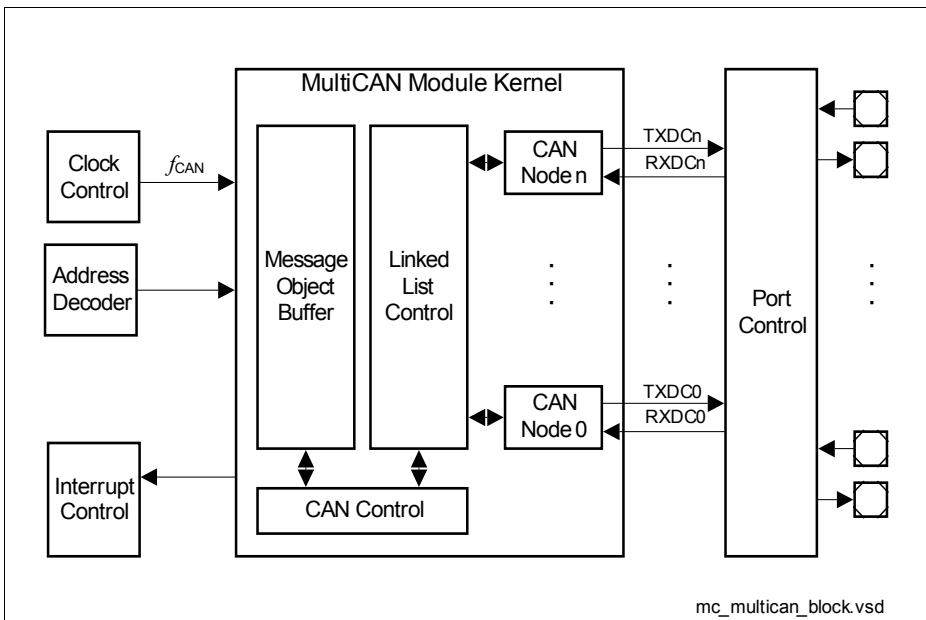 MultiCAN Module Kernel
Clock
Control
fCAN
Address
Decoder
Interrupt
Control
Message
Object
Buffer
Linked
List
Control
CAN Control
CAN
Node n
CAN
Node 0
TXDCn
RXDCn
TXDC0
RXDC0
Port
Control
mc_multican_block.vsd